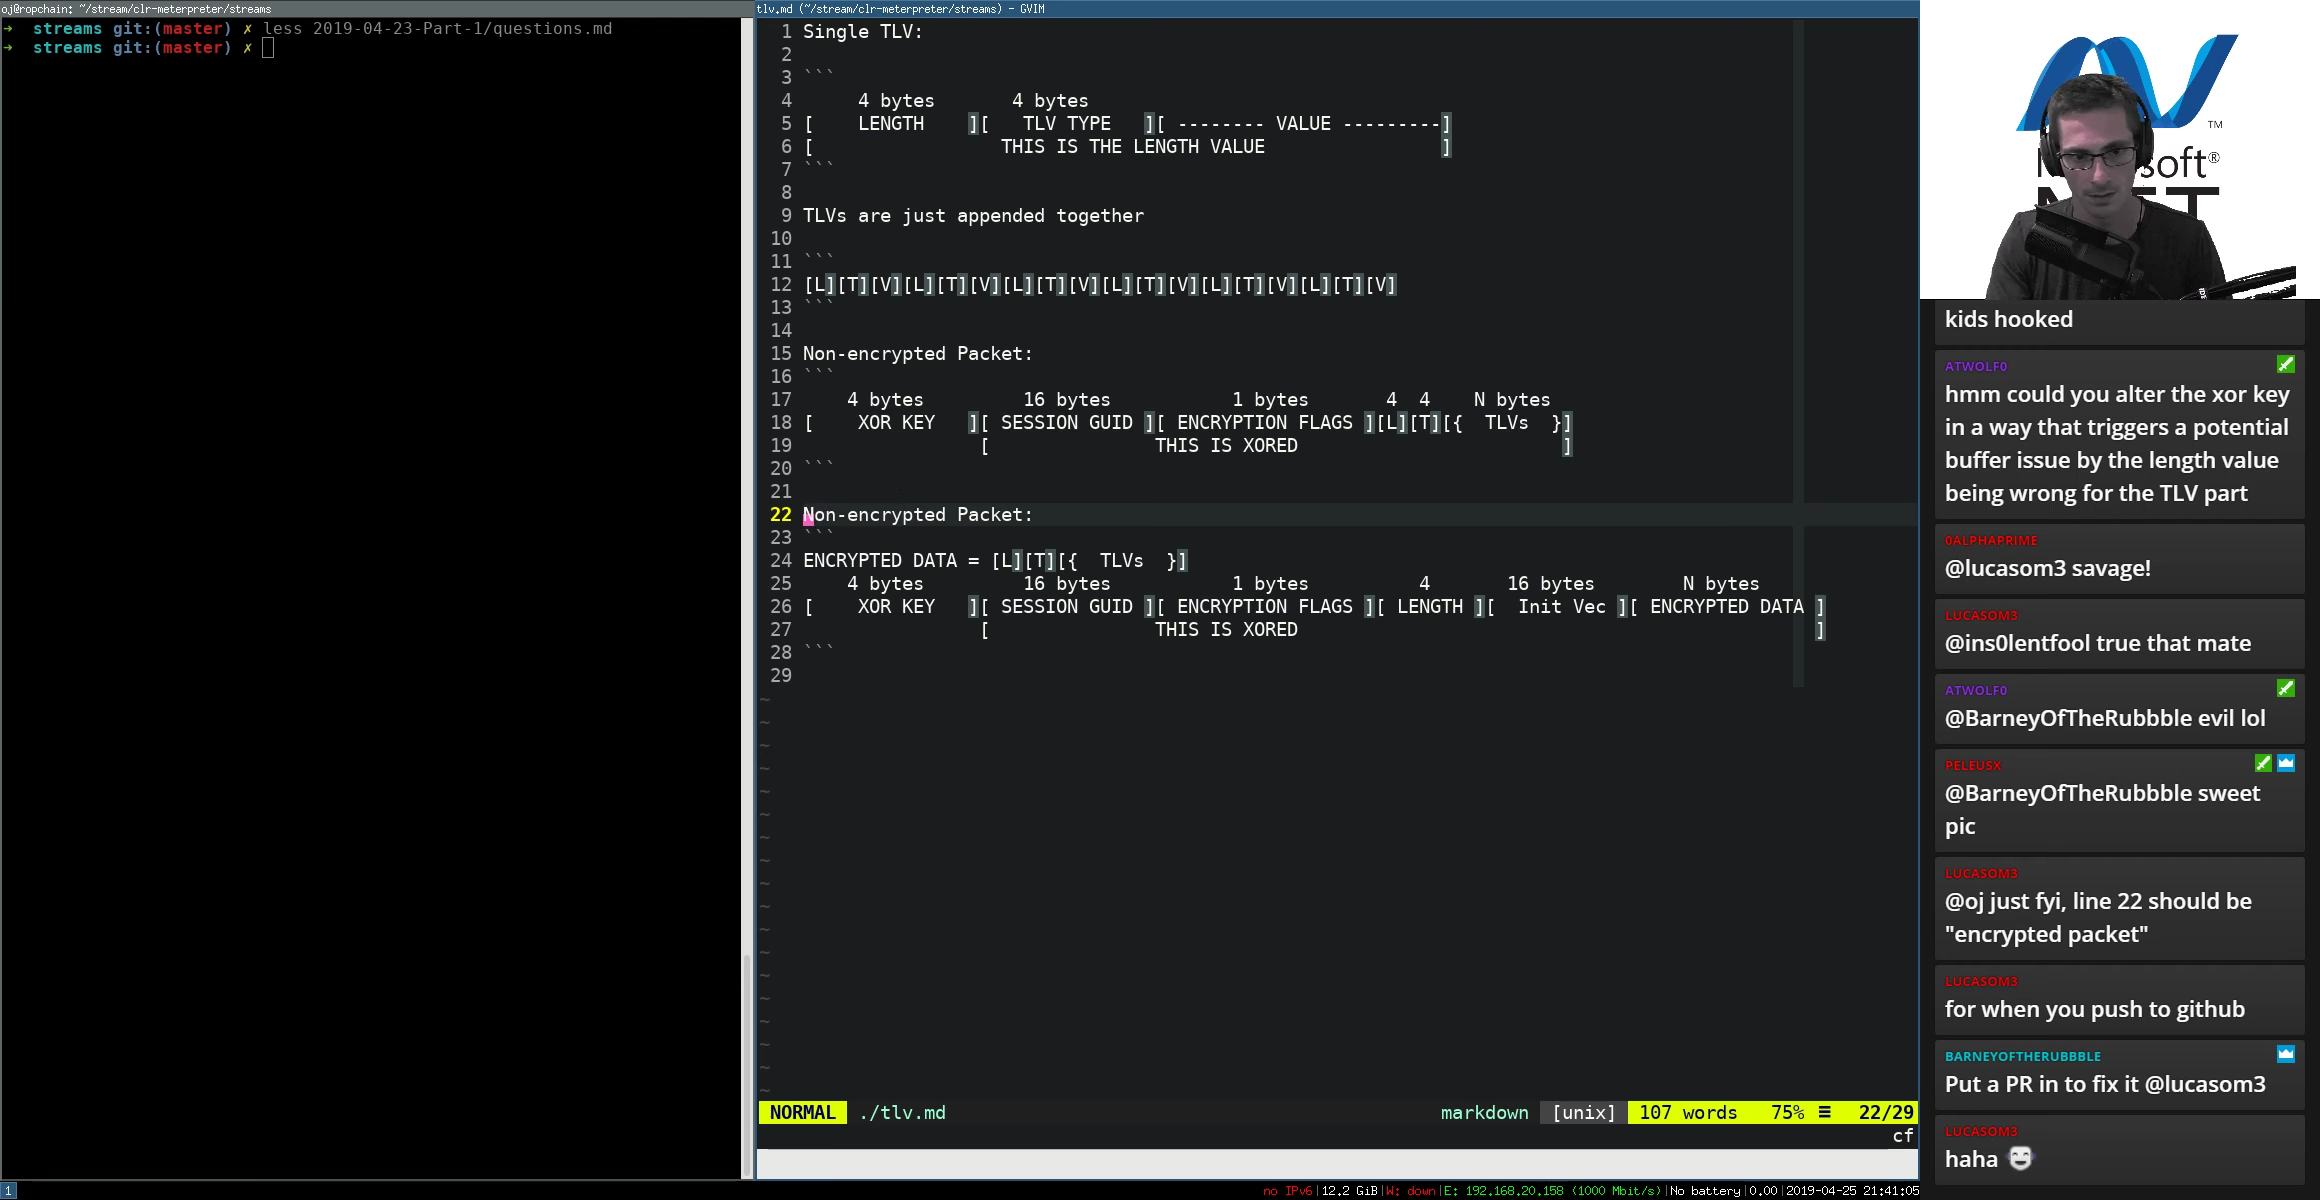 oj@ropchain: ~/stream/clr-meterpreter/streams
➜ streams git:(master) ✗ less 2019-04-23-Part-1/questions.md
➜ streams git:(master) ✗
tlv.md (~/stream/clr-meterpreter/streams) - GVIM
1 Single TLV:
2
3 ```
4      4 bytes       4 bytes
5 [    LENGTH    ][   TLV TYPE   ][ -------- VALUE ---------]
6 [                 THIS IS THE LENGTH VALUE                ]
7 ```
8
9 TLVs are just appended together
10
11 ```
12 [L][T][V][L][T][V][L][T][V][L][T][V][L][T][V][L][T][V]
13 ```
14
15 Non-encrypted Packet:
16 ```
17     4 bytes         16 bytes           1 bytes       4  4    N bytes
18 [    XOR KEY   ][ SESSION GUID ][ ENCRYPTION FLAGS ][L][T][{  TLVs  }]
19                 [               THIS IS XORED                        ]
20 ```
21
22 Non-encrypted Packet:
23 ```
24 ENCRYPTED DATA = [L][T][{  TLVs  }]
25     4 bytes         16 bytes           1 bytes          4       16 bytes        N bytes
26 [    XOR KEY   ][ SESSION GUID ][ ENCRYPTION FLAGS ][ LENGTH ][  Init Vec ][ ENCRYPTED DATA ]
27                 [               THIS IS XORED                                               ]
28 ```
29
NORMAL ./tlv.md markdown [unix] 107 words 75% ☰ 22/29
cf
TM
soft®
kids hooked
ATWOLF0
hmm could you alter the xor key
in a way that triggers a potential
buffer issue by the length value
being wrong for the TLV part
0ALPHAPRIME
@lucasom3 savage!
LUCASOM3
@ins0lentfool true that mate
ATWOLF0
@BarneyOfTheRubbble evil lol
PELEUSX
@BarneyOfTheRubbble sweet
pic
LUCASOM3
@oj just fyi, line 22 should be
"encrypted packet"
LUCASOM3
for when you push to github
BARNEYOFTHERUBBBLE
Put a PR in to fix it @lucasom3
LUCASOM3
haha
1
no IPv6|12.2 GiB|W: down|E: 192.168.20.158 (1000 Mbit/s)|No battery|0.00|2019-04-25 21:41:05